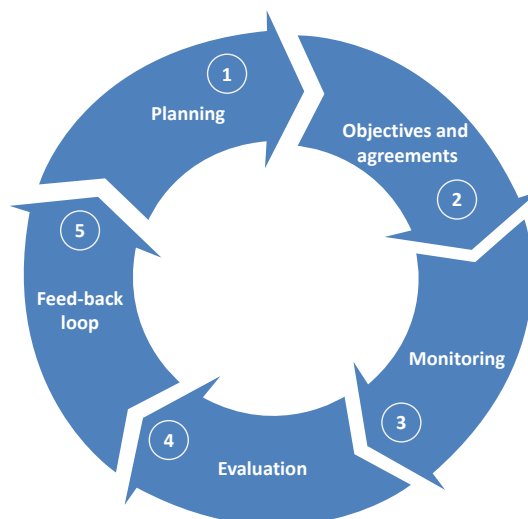 1
Planning
Objectives and
agreements
2
Monitoring
3
Evaluation
4
5
Feed-back
loop